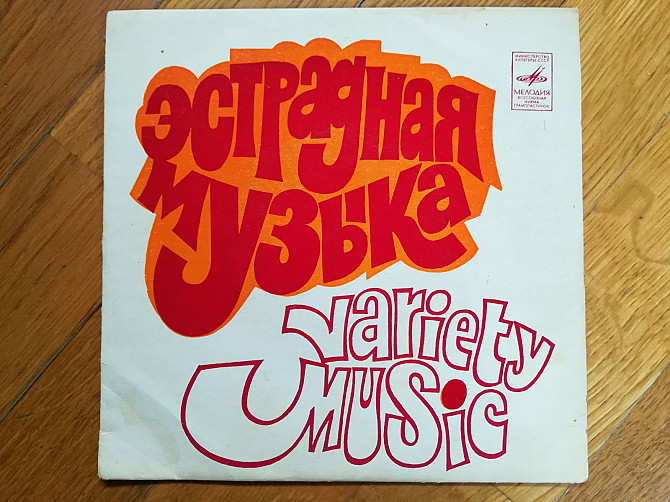 МИНИСТЕРСТВО
КУЛЬТУРЫ СССР
МЕЛОДИЯ
ВСЕСОЮЗНАЯ
ФИРМА
ГРАМПЛАСТИНОК
эстрадная
музыка
variety
music